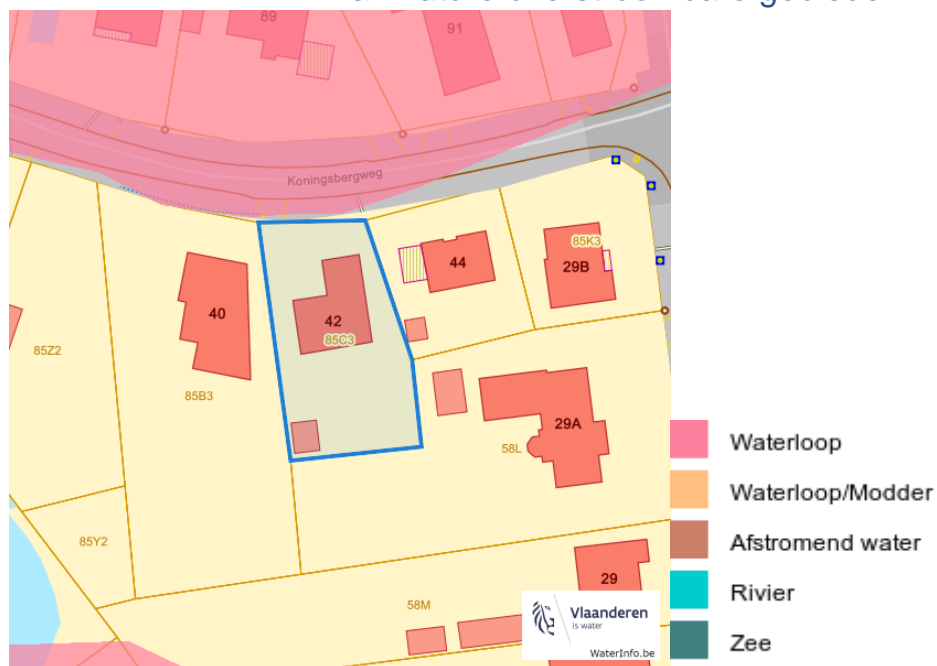 89
91
Koningsbergweg
85K3
44
29B
40
42
85C3
85Z2
85B3
29A
58L
85Y2
58M
29
Vlaanderen
is water
WaterInfo.be
Waterloop
Waterloop/Modder
Afstromend water
Rivier
Zee